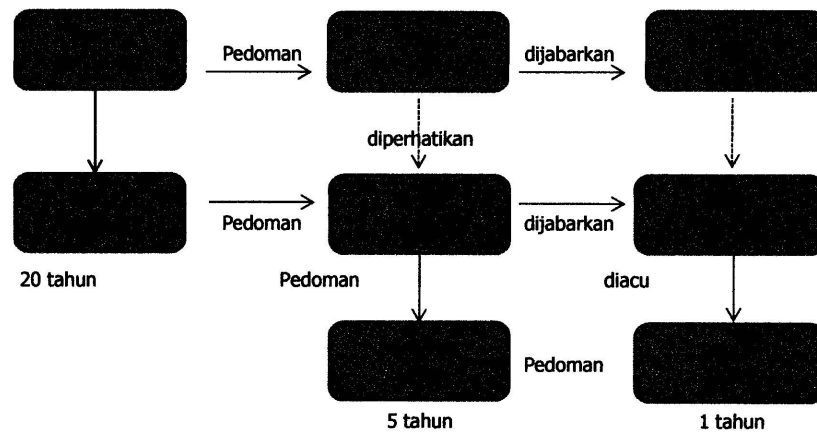 Pedoman
dijabarkan
diperhatikan
Pedoman
dijabarkan
20 tahun
Pedoman
diacu
Pedoman
5 tahun
1 tahun